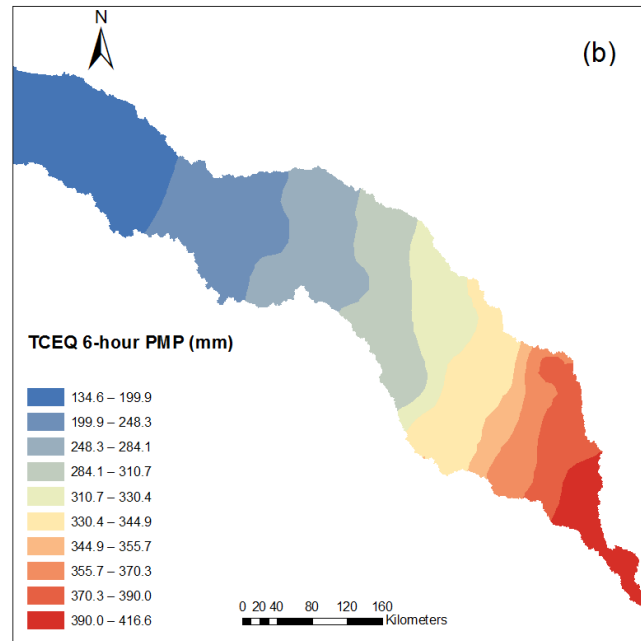 N
(b)
TCEQ 6-hour PMP (mm)
134.6 – 199.9
199.9 – 248.3
248.3 – 284.1
284.1 – 310.7
310.7 – 330.4
330.4 – 344.9
344.9 – 355.7
355.7 – 370.3
370.3 – 390.0
390.0 – 416.6
0 20 40 80 120 160
Kilometers